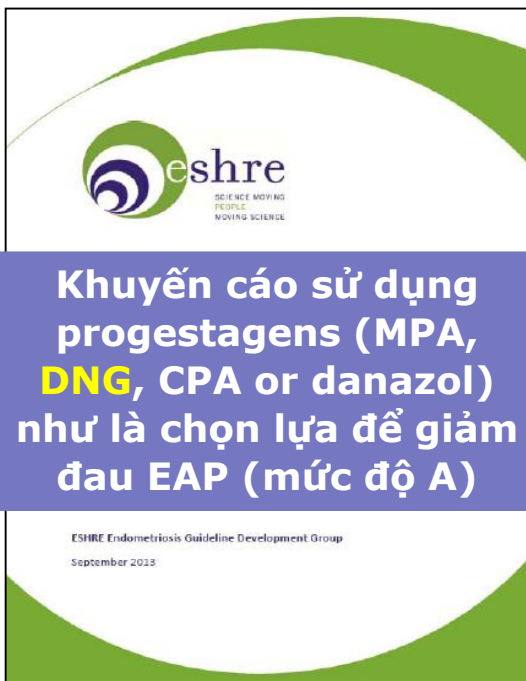 eshre
SCIENCE MOVING
PEOPLE
MOVING SCIENCE
Khuyến cáo sử dụng
progestagens (MPA,
DNG, CPA or danazol)
như là chọn lựa để giảm
đau EAP (mức độ A)
ESHRE Endometriosis Guideline Development Group
September 2013